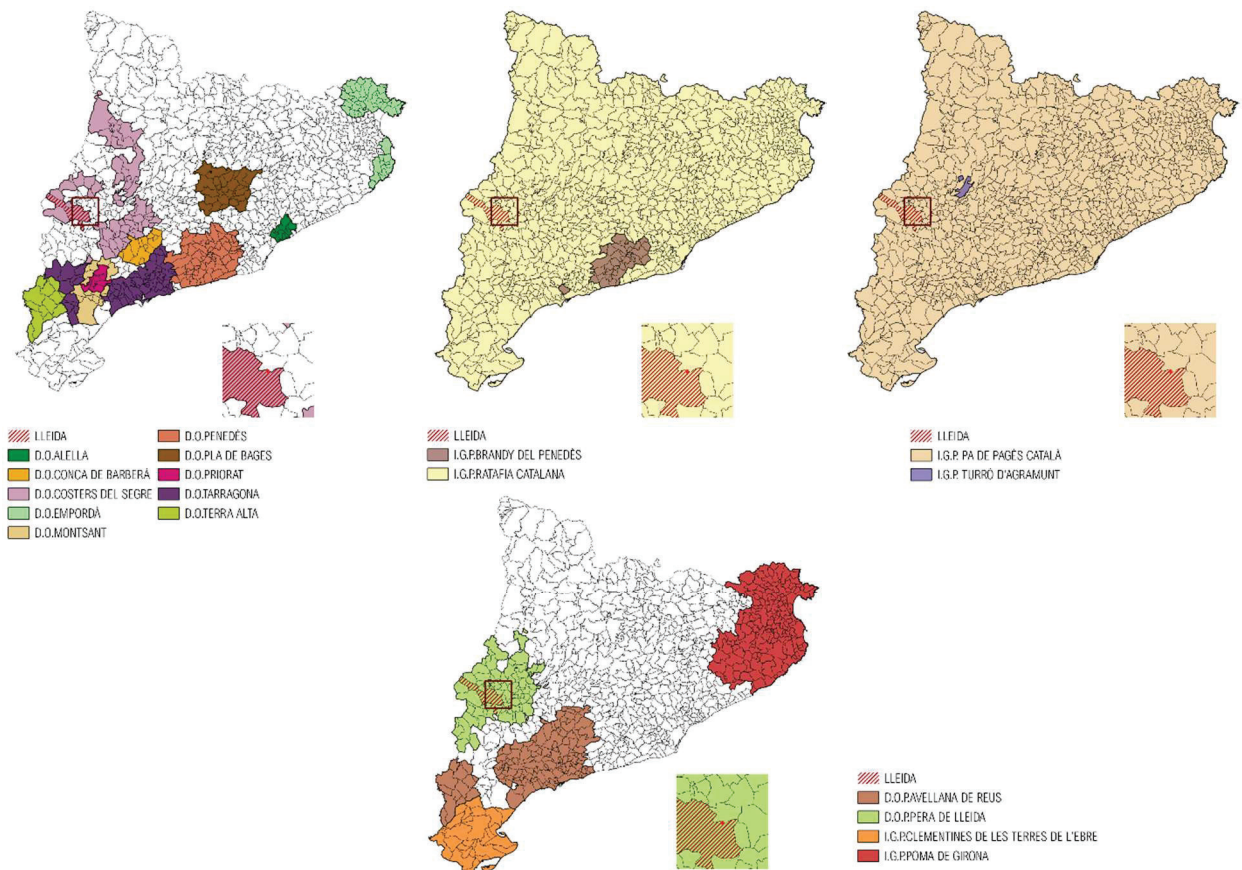 LLEIDA
D.O.ALELLA
D.O.CONCA DE BARBERÀ
D.O.COSTERS DEL SEGRE
D.O.EMPORDÀ
D.O.MONTSANT
D.O.PENEDÈS
D.O.PLA DE BAGES
D.O.PRIORAT
D.O.TARRAGONA
D.O.TERRA ALTA
LLEIDA
I.G.P.BRANDY DEL PENEDÈS
I.G.P.RATAFIA CATALANA
LLEIDA
I.G.P. PA DE PAGÈS CATALÀ
I.G.P. TURRÓ D'AGRAMUNT
LLEIDA
D.O.P.AVELLANA DE REUS
D.O.P.PERA DE LLEIDA
I.G.P.CLEMENTINES DE LES TERRES DE L'EBRE
I.G.P.POMA DE GIRONA